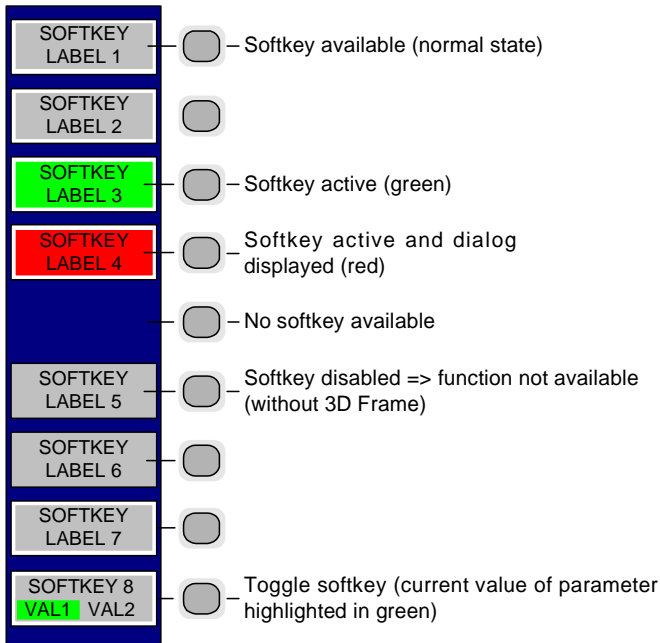 SOFTKEY
LABEL 1
Softkey available (normal state)
SOFTKEY
LABEL 2
SOFTKEY
LABEL 3
Softkey active (green)
SOFTKEY
LABEL 4
Softkey active and dialog
displayed (red)
No softkey available
SOFTKEY
LABEL 5
Softkey disabled => function not available
(without 3D Frame)
SOFTKEY
LABEL 6
SOFTKEY
LABEL 7
SOFTKEY 8
VAL1 VAL2
Toggle softkey (current value of parameter
highlighted in green)